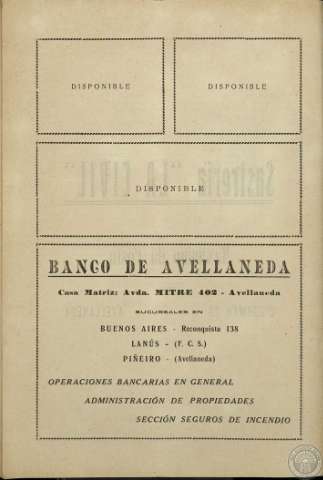 DISPONIBLE
DISPONIBLE
DISPONIBLE
BANCO DE AVELLANEDA
Casa Matriz: Avda. MITRE 402 - Avellaneda
SUCURSALES EN
BUENOS AIRES - Reconquista 138
LANÚS - (F. C. S.)
PIÑEIRO - (Avellaneda)
OPERACIONES BANCARIAS EN GENERAL
ADMINISTRACIÓN DE PROPIEDADES
SECCIÓN SEGUROS DE INCENDIO